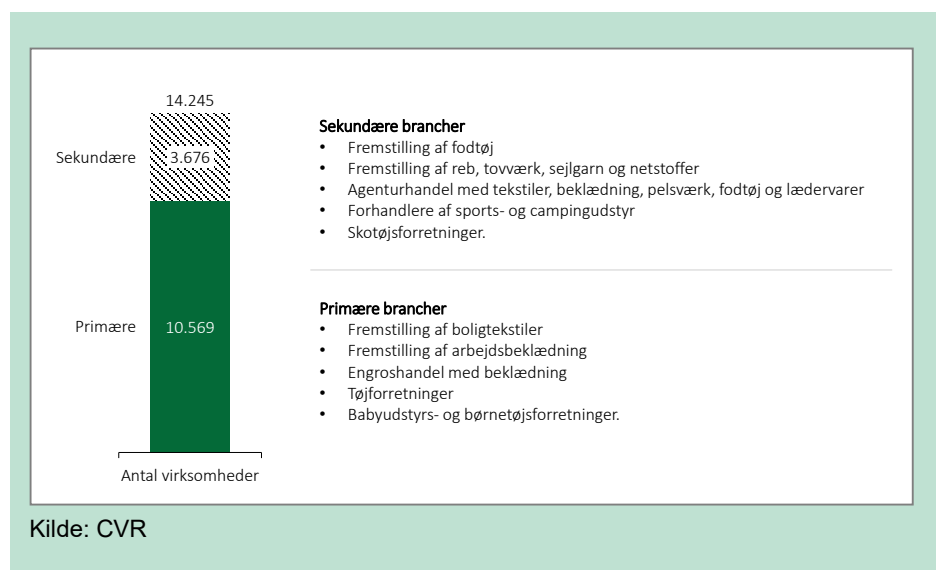 14.245
Sekundære
3.676
Primære
10.569
Antal virksomheder
Sekundære brancher
• Fremstilling af fodtøj
• Fremstilling af reb, tovværk, sejlgarn og netstoffer
• Agenturhandel med tekstiler, beklædning, pelsværk, fodtøj og lædervarer
• Forhandlere af sports- og campingudstyr
• Skotøjsforretninger.
Primære brancher
• Fremstilling af boligtekstiler
• Fremstilling af arbejdsbeklædning
• Engroshandel med beklædning
• Tøjforretninger
• Babyudstyrs- og børnetøjsforretninger.
Kilde: CVR